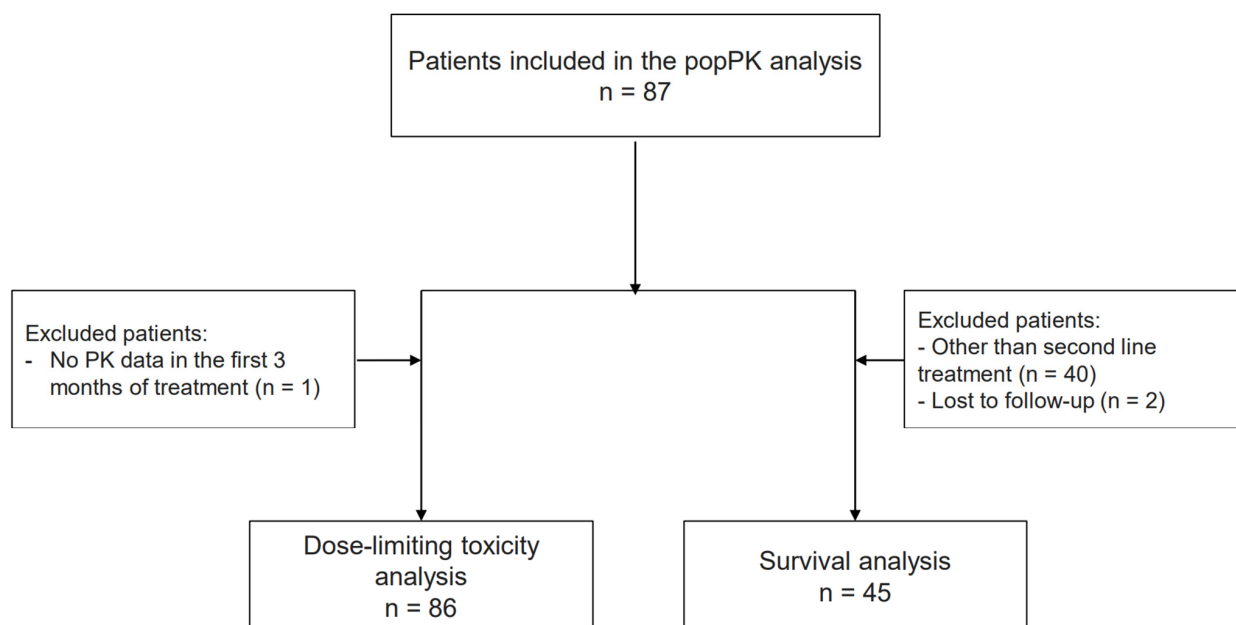 Patients included in the popPK analysis
n = 87
Excluded patients:
- No PK data in the first 3
months of treatment (n = 1)
Excluded patients:
- Other than second line
treatment (n = 40)
- Lost to follow-up (n = 2)
Dose-limiting toxicity
analysis
n = 86
Survival analysis
n = 45